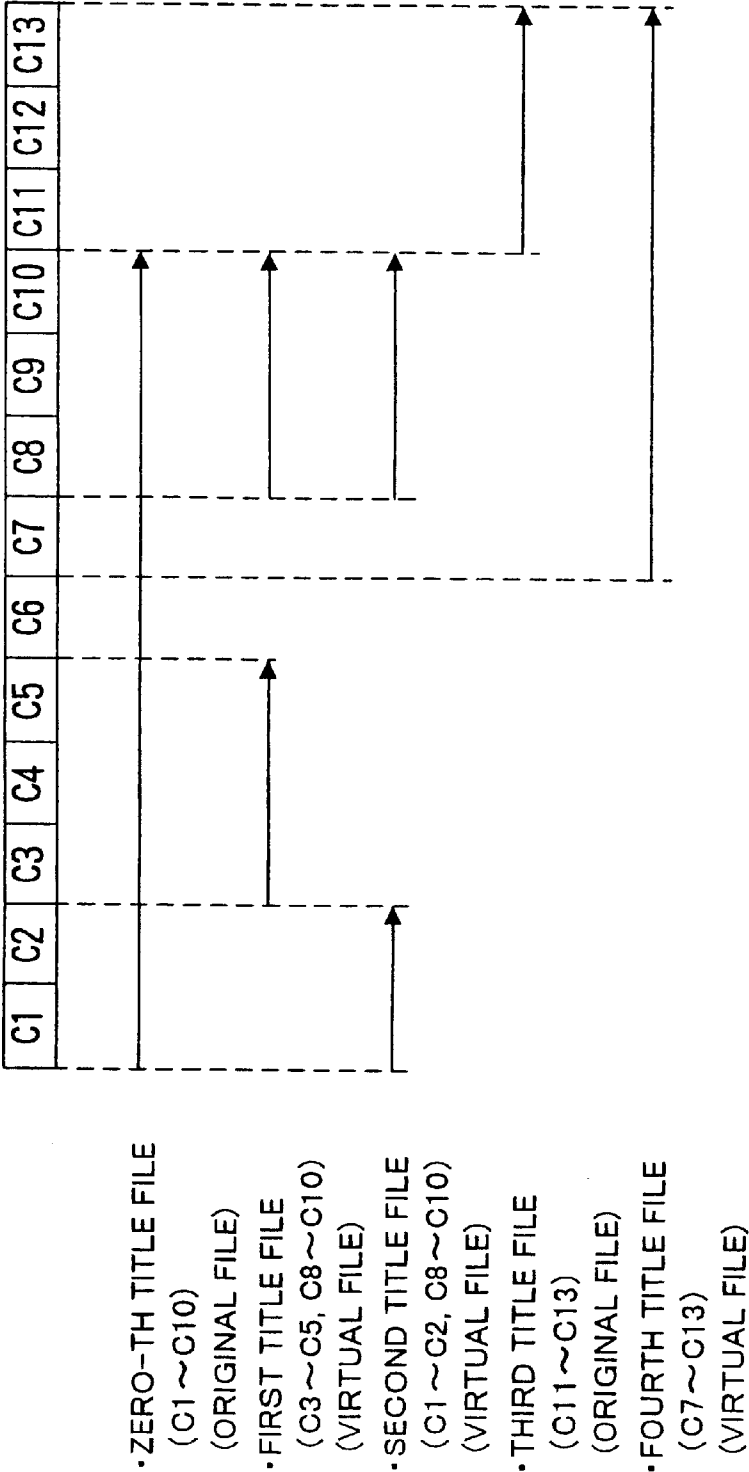 C1 C2 C3 C4 C5 C6 C7 C8 C9 C10 C11 C12 C13
·ZERO-TH TITLE FILE
(C1~C10)
(ORIGINAL FILE)
·FIRST TITLE FILE
(C3~C5, C8~C10)
(VIRTUAL FILE)
·SECOND TITLE FILE
(C1~C2, C8~C10)
(VIRTUAL FILE)
·THIRD TITLE FILE
(C11~C13)
(ORIGINAL FILE)
·FOURTH TITLE FILE
(C7~C13)
(VIRTUAL FILE)